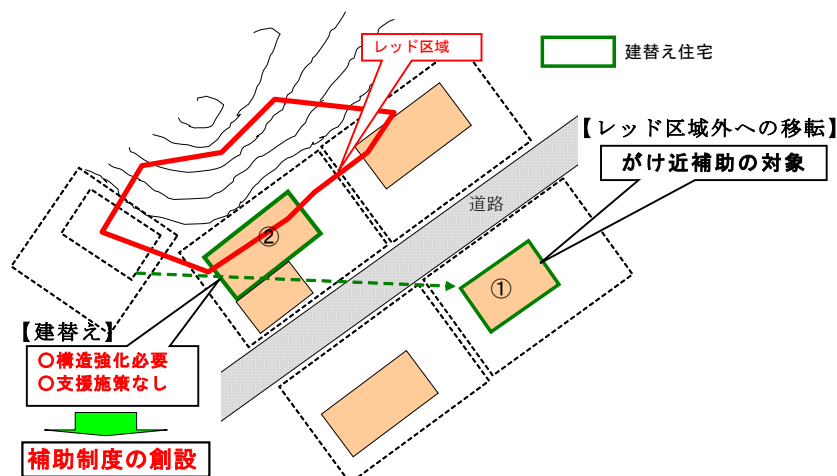 レッド区域
建替え住宅
【レッド区域外への移転】
がけ近補助の対象
道路
②
①
【建替え】
○構造強化必要
○支援施策なし
補助制度の創設